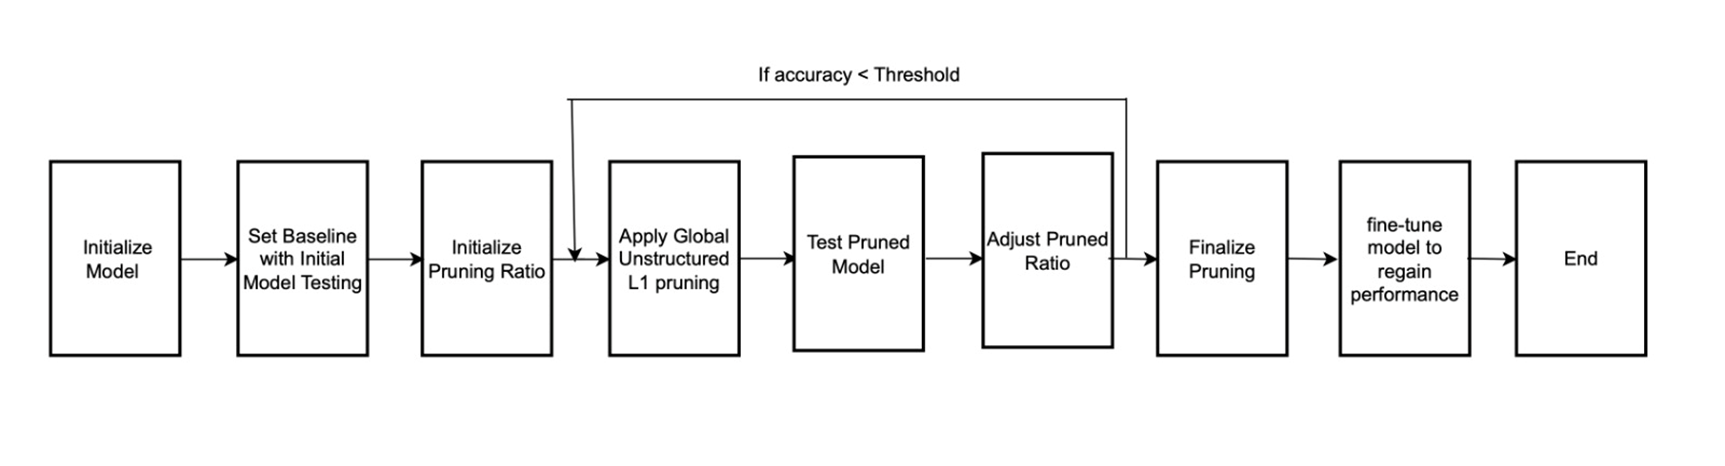 If accuracy < Threshold
Initialize
Model
Set Baseline
with Initial
Model Testing
Initialize
Pruning Ratio
Apply Global
Unstructured
L1 pruning
Test Pruned
Model
Adjust Pruned
Ratio
Finalize
Pruning
fine-tune
model to
regain
performance
End